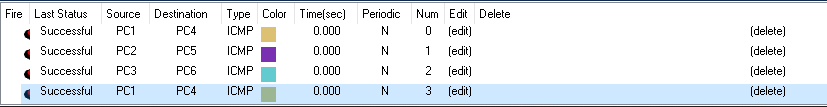 Fire Last Status Source Destination Type Color Time(sec) Periodic Num Edit Delete
Successful PC1 PC4 ICMP 0.000 N 0 (edit) (delete)
Successful PC2 PC5 ICMP 0.000 N 1 (edit) (delete)
Successful PC3 PC6 ICMP 0.000 N 2 (edit) (delete)
Successful PC1 PC4 ICMP 0.000 N 3 (edit) (delete)